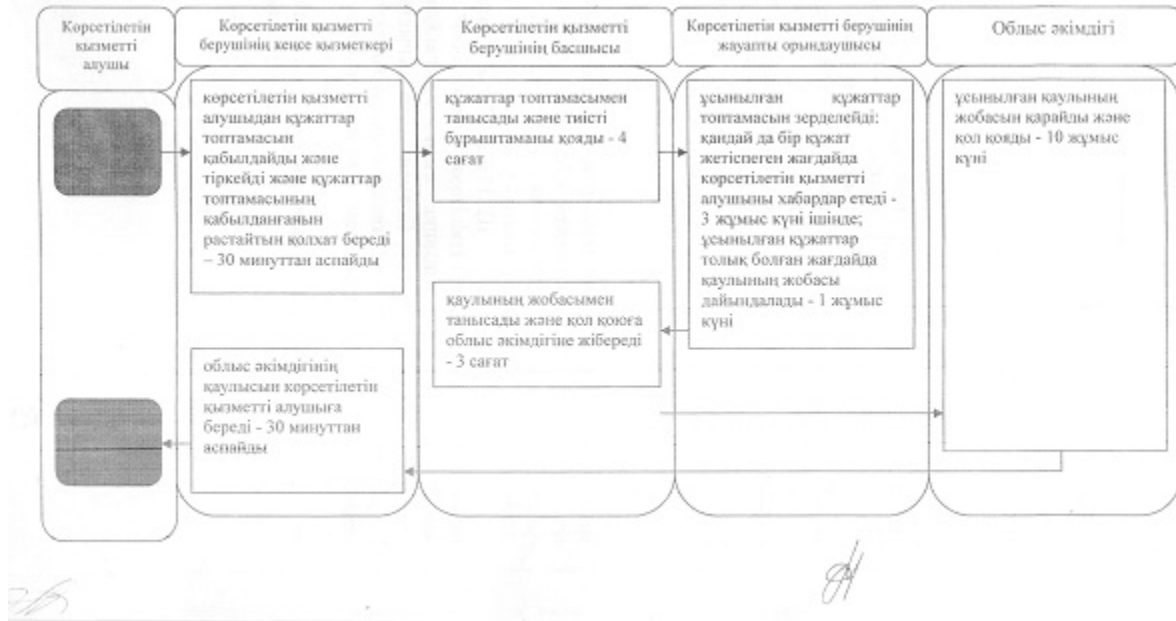 Көрсетілетін
қызметті
алушы
Көрсетілетін қызметті
берушінің кеңсе қызметкері
Көрсетілетін қызметті
берушінің басшысы
Көрсетілетін қызметті берушінің
жауапты орындаушысы
Облыс әкімдігі
көрсетілетін қызметті
алушыдан құжаттар
топтамасын
қабылдайды және
тіркейді және құжаттар
топтамасының
қабылданғанын
растайтын қолхат береді
– 30 минуттан аспайды
құжаттар топтамасымен
танысады және тиісті
бұрыштаманы қояды - 4
сағат
ұсынылған құжаттар
топтамасын зерделейді:
қандай да бір құжат
жетіспеген жағдайда
көрсетілетін қызметті
алушыны хабардар етеді -
3 жұмыс күні ішінде;
ұсынылған құжаттар
толық болған жағдайда
қаулының жобасы
дайындалады - 1 жұмыс
күні
ұсынылған қаулының
жобасын қарайды және
қол қояды - 10 жұмыс
күні
қаулының жобасымен
танысады және қол қоюға
облыс әкімдігіне жібереді
- 3 сағат
облыс әкімдігінің
қаулысын көрсетілетін
қызметті алушыға
береді - 30 минуттан
аспайды